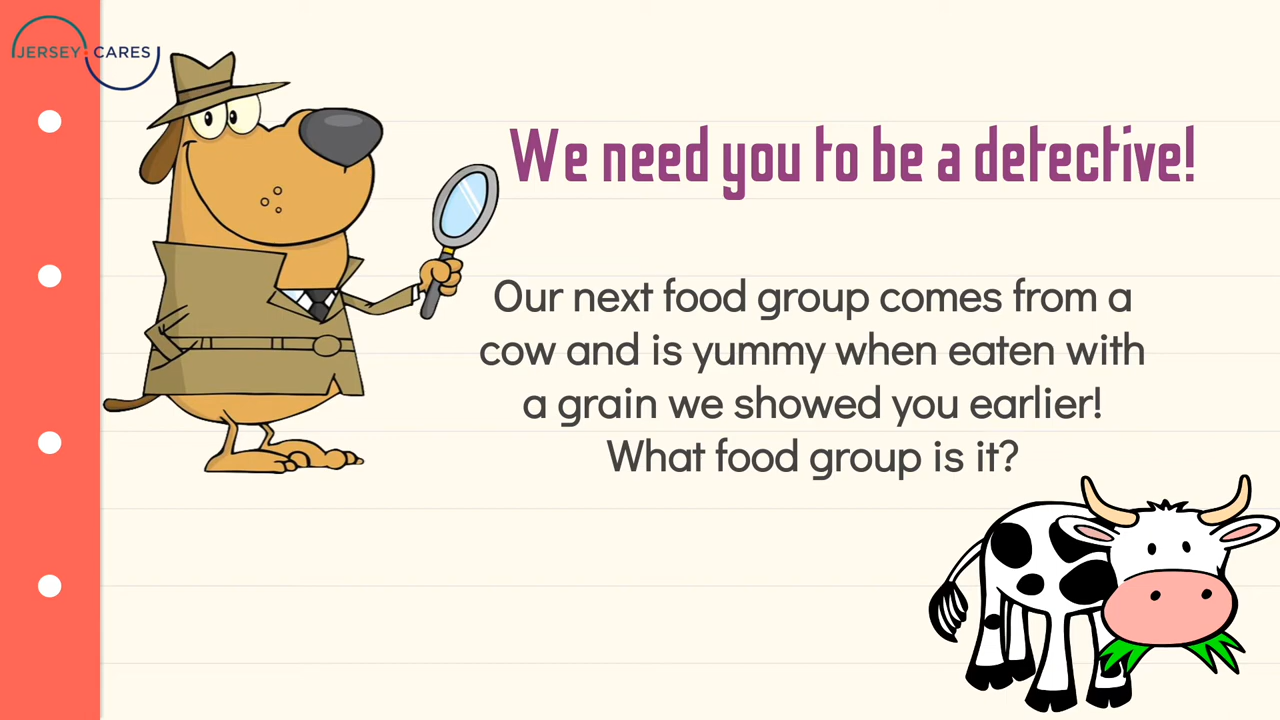 JERSEY CARES
We need you to be a detective!
Our next food group comes from a
cow and is yummy when eaten with
a grain we showed you earlier!
What food group is it?